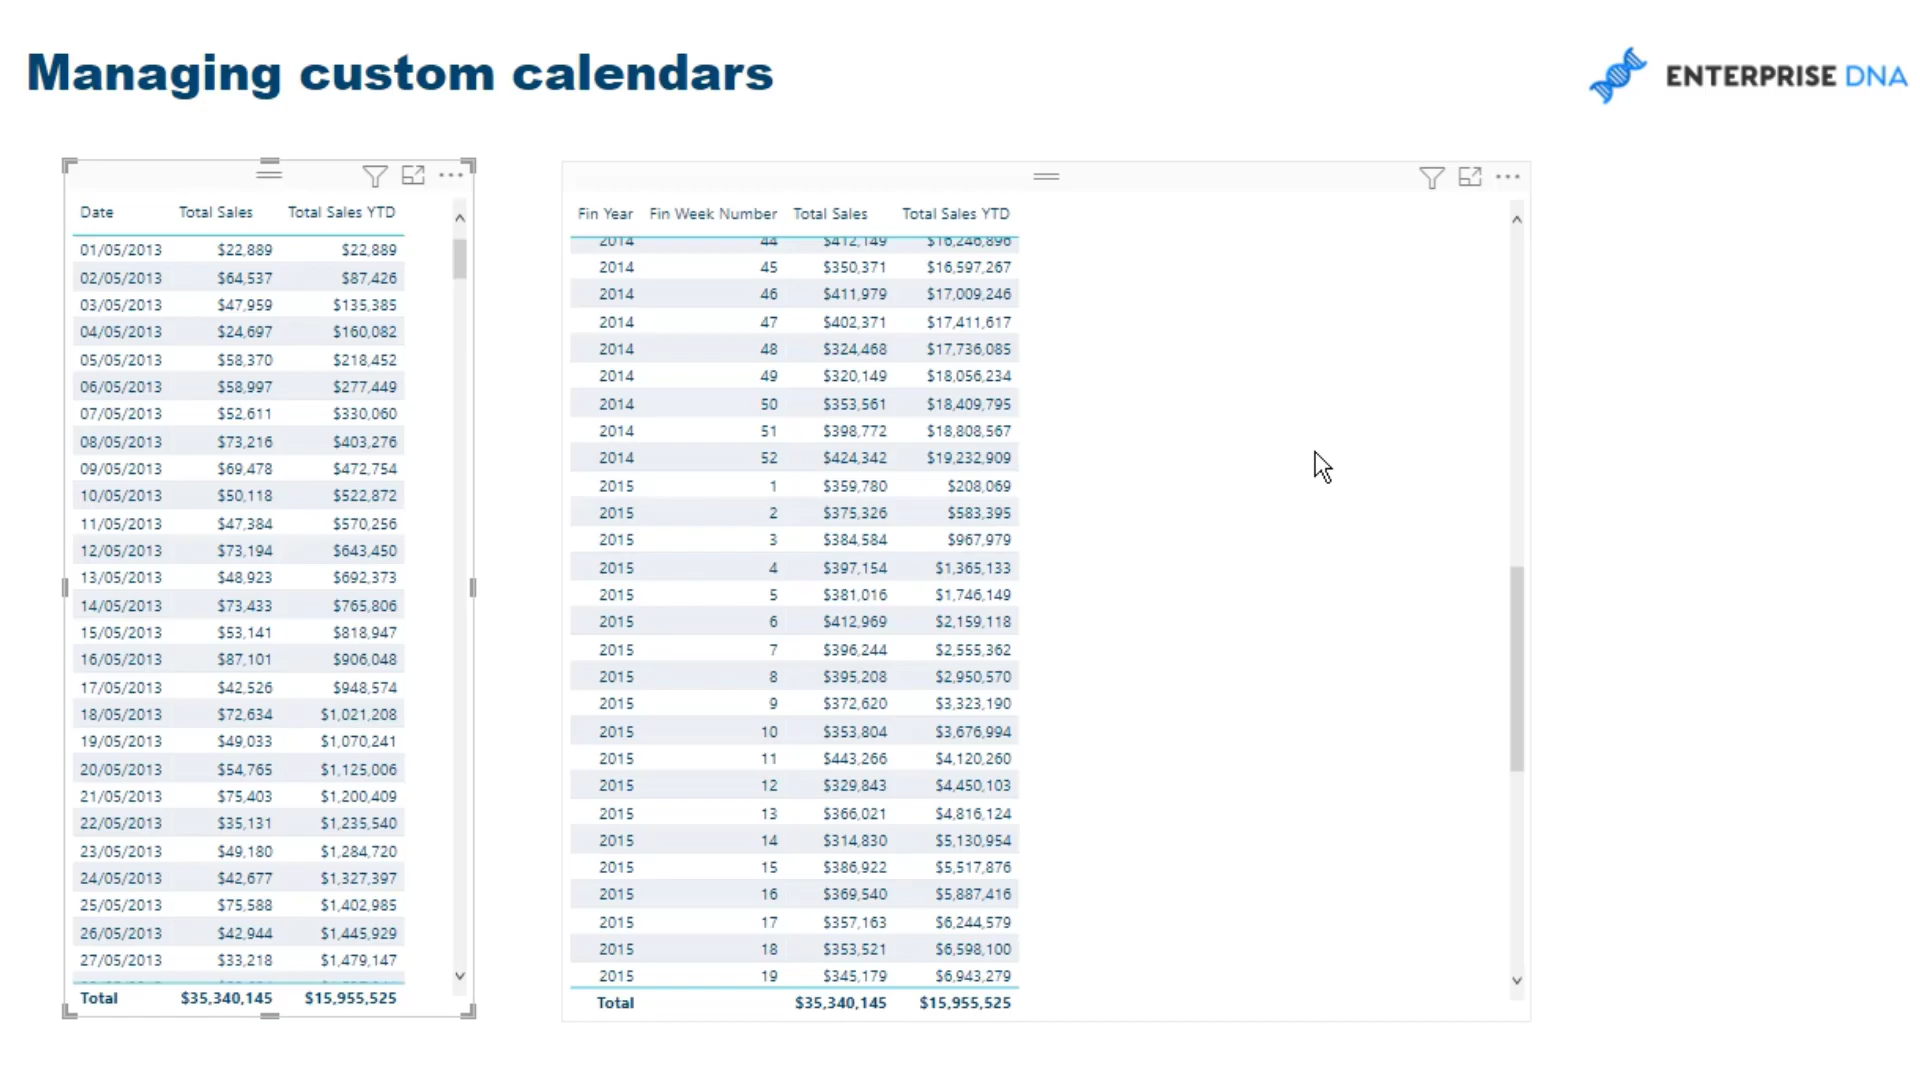 Managing custom calendars
ENTERPRISE DNA
Date Total Sales Total Sales YTD
01/05/2013 $22,889 $22,889
02/05/2013 $64,537 $87,426
03/05/2013 $47,959 $135,385
04/05/2013 $24,697 $160,082
05/05/2013 $58,370 $218,452
06/05/2013 $58,997 $277,449
07/05/2013 $52,611 $330,060
08/05/2013 $73,216 $403,276
09/05/2013 $69,478 $472,754
10/05/2013 $50,118 $522,872
11/05/2013 $47,384 $570,256
12/05/2013 $73,194 $643,450
13/05/2013 $48,923 $692,373
14/05/2013 $73,433 $765,806
15/05/2013 $53,141 $818,947
16/05/2013 $87,101 $906,048
17/05/2013 $42,526 $948,574
18/05/2013 $72,634 $1,021,208
19/05/2013 $49,033 $1,070,241
20/05/2013 $54,765 $1,125,006
21/05/2013 $75,403 $1,200,409
22/05/2013 $35,131 $1,235,540
23/05/2013 $49,180 $1,284,720
24/05/2013 $42,677 $1,327,397
25/05/2013 $75,588 $1,402,985
26/05/2013 $42,944 $1,445,929
27/05/2013 $33,218 $1,479,147
Total $35,340,145 $15,955,525
Fin Year Fin Week Number Total Sales Total Sales YTD
2014 44 $412,149 $16,246,896
2014 45 $350,371 $16,597,267
2014 46 $411,979 $17,009,246
2014 47 $402,371 $17,411,617
2014 48 $324,468 $17,736,085
2014 49 $320,149 $18,056,234
2014 50 $353,561 $18,409,795
2014 51 $398,772 $18,808,567
2014 52 $424,342 $19,232,909
2015 1 $359,780 $208,069
2015 2 $375,326 $583,395
2015 3 $384,584 $967,979
2015 4 $397,154 $1,365,133
2015 5 $381,016 $1,746,149
2015 6 $412,969 $2,159,118
2015 7 $396,244 $2,555,362
2015 8 $395,208 $2,950,570
2015 9 $372,620 $3,323,190
2015 10 $353,804 $3,676,994
2015 11 $443,266 $4,120,260
2015 12 $329,843 $4,450,103
2015 13 $366,021 $4,816,124
2015 14 $314,830 $5,130,954
2015 15 $386,922 $5,517,876
2015 16 $369,540 $5,887,416
2015 17 $357,163 $6,244,579
2015 18 $353,521 $6,598,100
2015 19 $345,179 $6,943,279
Total $35,340,145 $15,955,525